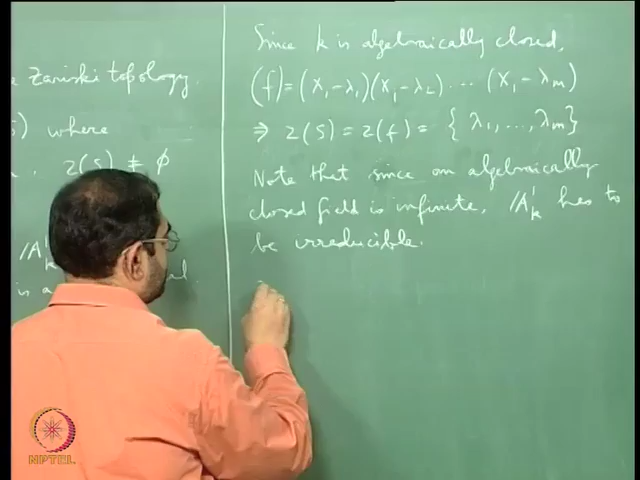 Zariski topology.
) where
Z(S) ≠ φ
/A
k
is a
al
Since k is algebraically closed,
(f) = (X₁-λ₁)(X₁-λ₂)... (X₁-λₘ)
⇒ Z(S) = Z(f) = {λ₁,...,λₘ}
Note that since an algebraically
closed field is infinite, /A¹ₖ has to
be irreducible.
NPTEL